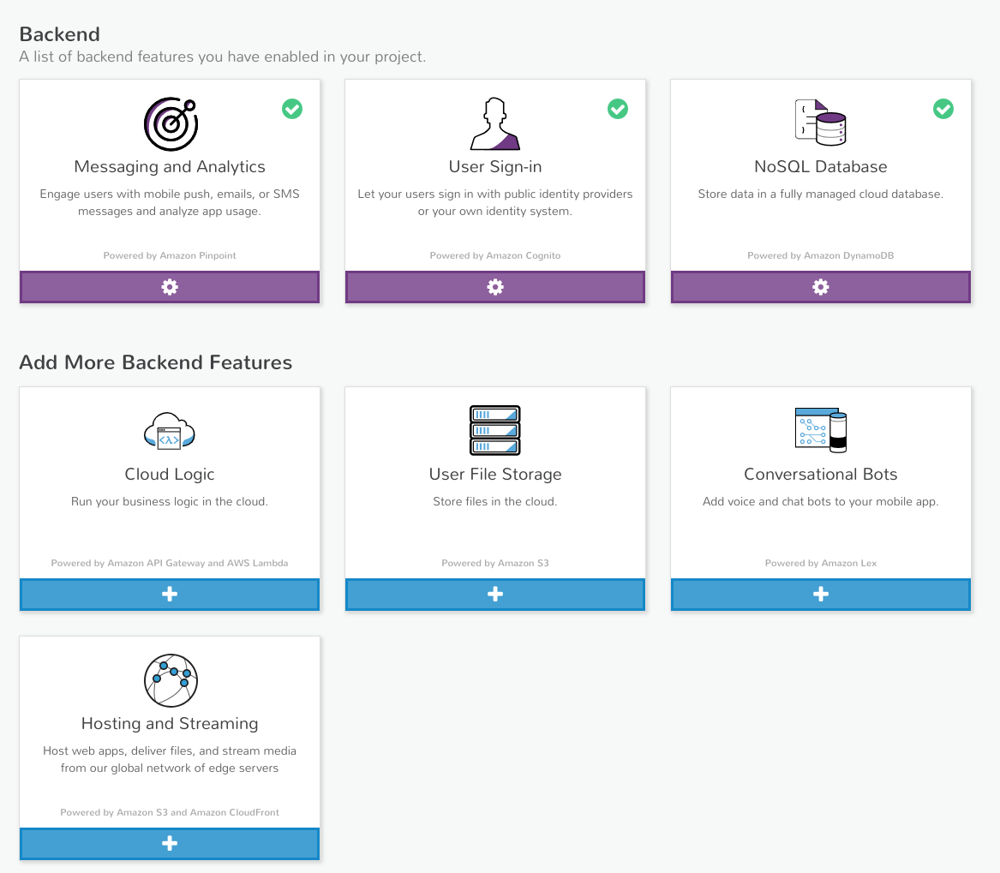 Backend
A list of backend features you have enabled in your project.
Messaging and Analytics
Engage users with mobile push, emails, or SMS
messages and analyze app usage.
Powered by Amazon Pinpoint
User Sign-in
Let your users sign in with public identity providers
or your own identity system.
Powered by Amazon Cognito
NoSQL Database
Store data in a fully managed cloud database.
Powered by Amazon DynamoDB
Add More Backend Features
Cloud Logic
Run your business logic in the cloud.
Powered by Amazon API Gateway and AWS Lambda
User File Storage
Store files in the cloud.
Powered by Amazon S3
Conversational Bots
Add voice and chat bots to your mobile app.
Powered by Amazon Lex
Hosting and Streaming
Host web apps, deliver files, and stream media
from our global network of edge servers
Powered by Amazon S3 and Amazon CloudFront